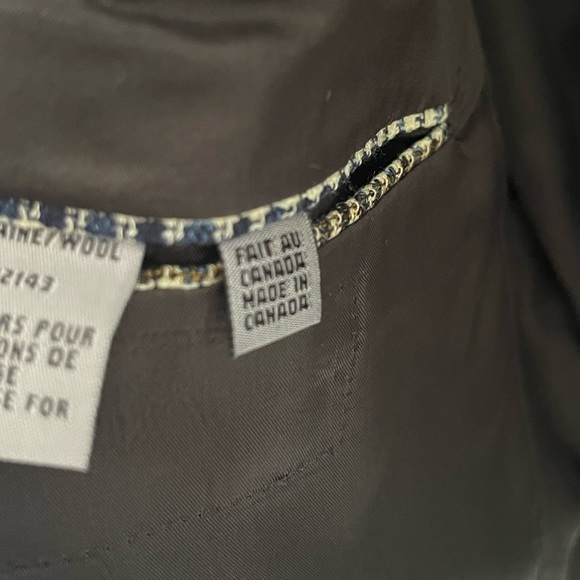 AINE/WOOL
2143
RS POUR
ONS DE
SE
E FOR
FAIT AU
CANADA
MADE IN
CANADA